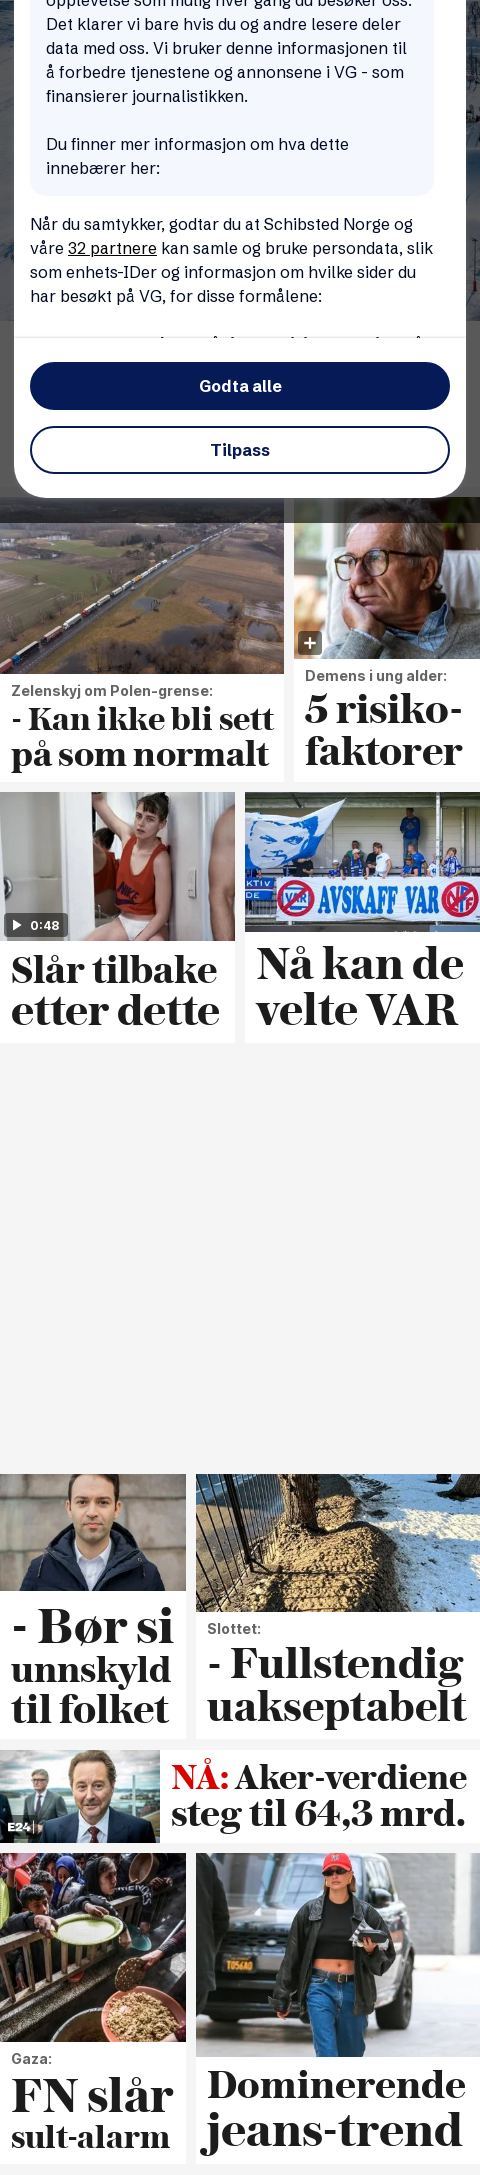 opplevelse som mulig hver gang du besøker oss.
Det klarer vi bare hvis du og andre lesere deler
data med oss. Vi bruker denne informasjonen til
å forbedre tjenestene og annonsene i VG - som
finansierer journalistikken.
Du finner mer informasjon om hva dette
innebærer her:
Når du samtykker, godtar du at Schibsted Norge og
våre 32 partnere kan samle og bruke persondata, slik
som enhets-IDer og informasjon om hvilke sider du
har besøkt på VG, for disse formålene:
Godta alle
Tilpass
Zelenskyj om Polen-grense:
- Kan ikke bli sett
på som normalt
Demens i ung alder:
5 risiko-
faktorer
0:48
Slår tilbake
etter dette
AVSKAFF VAR
VAR
Nå kan de
velte VAR
- Bør si
unnskyld
til folket
Slottet:
- Fullstendig
uakseptabelt
E24
NÅ: Aker-verdiene
steg til 64,3 mrd.
Gaza:
FN slår
sult-alarm
Dominerende
jeans-trend